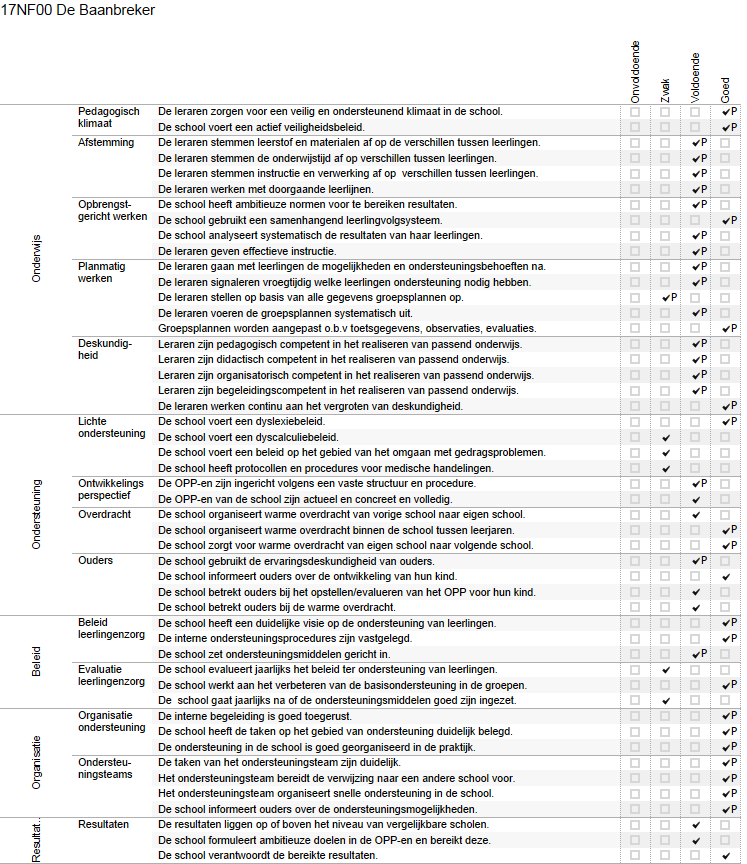 17NF00 De Baanbreker
Onvoldoende
Zwak
Voldoende
Goed
Onderwijs
Pedagogisch klimaat
De leraren zorgen voor een veilig en ondersteunend klimaat in de school. ✔P
De school voert een actief veiligheidsbeleid. ✔P
Afstemming
De leraren stemmen leerstof en materialen af op de verschillen tussen leerlingen. ✔P
De leraren stemmen de onderwijstijd af op verschillen tussen leerlingen. ✔P
De leraren stemmen instructie en verwerking af op verschillen tussen leerlingen. ✔P
De leraren werken met doorgaande leerlijnen. ✔P
Opbrengst-
gericht werken
De school heeft ambitieuze normen voor te bereiken resultaten. ✔P
De school gebruikt een samenhangend leerlingvolgsysteem. ✔P
De school analyseert systematisch de resultaten van haar leerlingen. ✔P
De leraren geven effectieve instructie. ✔P
Planmatig
werken
De leraren gaan met leerlingen de mogelijkheden en ondersteuningsbehoeften na. ✔P
De leraren signaleren vroegtijdig welke leerlingen ondersteuning nodig hebben. ✔P
De leraren stellen op basis van alle gegevens groepsplannen op. ✔P
De leraren voeren de groepsplannen systematisch uit. ✔P
Groepsplannen worden aangepast o.b.v toetsgegevens, observaties, evaluaties. ✔P
Deskundig-
heid
Leraren zijn pedagogisch competent in het realiseren van passend onderwijs. ✔P
Leraren zijn didactisch competent in het realiseren van passend onderwijs. ✔P
Leraren zijn organisatorisch competent in het realiseren van passend onderwijs. ✔P
Leraren zijn begeleidingscompetent in het realiseren van passend onderwijs. ✔P
De leraren werken continu aan het vergroten van deskundigheid. ✔P
Ondersteuning
Lichte
ondersteuning
De school voert een dyslexiebeleid. ✔P
De school voert een dyscalculiebeleid. ✔
De school voert een beleid op het gebied van het omgaan met gedragsproblemen. ✔
De school heeft protocollen en procedures voor medische handelingen. ✔
Ontwikkelings
perspectief
De OPP-en zijn ingericht volgens een vaste structuur en procedure. ✔P
De OPP-en van de school zijn actueel en concreet en volledig. ✔
Overdracht
De school organiseert warme overdracht van vorige school naar eigen school. ✔
De school organiseert warme overdracht binnen de school tussen leerjaren. ✔P
De school zorgt voor warme overdracht van eigen school naar volgende school. ✔P
Ouders
De school gebruikt de ervaringsdeskundigheid van ouders. ✔P
De school informeert ouders over de ontwikkeling van hun kind. ✔
De school betrekt ouders bij het opstellen/evalueren van het OPP voor hun kind. ✔
De school betrekt ouders bij de warme overdracht. ✔
Beleid
Beleid
leerlingenzorg
De school heeft een duidelijke visie op de ondersteuning van leerlingen. ✔P
De interne ondersteuningsprocedures zijn vastgelegd. ✔P
De school zet ondersteuningsmiddelen gericht in. ✔P
Evaluatie
leerlingenzorg
De school evalueert jaarlijks het beleid ter ondersteuning van leerlingen. ✔
De school werkt aan het verbeteren van de basisondersteuning in de groepen. ✔P
De school gaat jaarlijks na of de ondersteuningsmiddelen goed zijn ingezet. ✔
Organisatie
Organisatie
ondersteuning
De interne begeleiding is goed toegerust. ✔P
De school heeft de taken op het gebied van ondersteuning duidelijk belegd. ✔P
De ondersteuning in de school is goed georganiseerd in de praktijk. ✔P
Ondersteu-
ningsteams
De taken van het ondersteuningsteam zijn duidelijk. ✔P
Het ondersteuningsteam bereidt de verwijzing naar een andere school voor. ✔P
Het ondersteuningsteam organiseert snelle ondersteuning in de school. ✔P
De school informeert ouders over de ondersteuningsmogelijkheden. ✔P
Resultat..
Resultaten
De resultaten liggen op of boven het niveau van vergelijkbare scholen. ✔
De school formuleert ambitieuze doelen in de OPP-en en bereikt deze. ✔
De school verantwoordt de bereikte resultaten. ✔